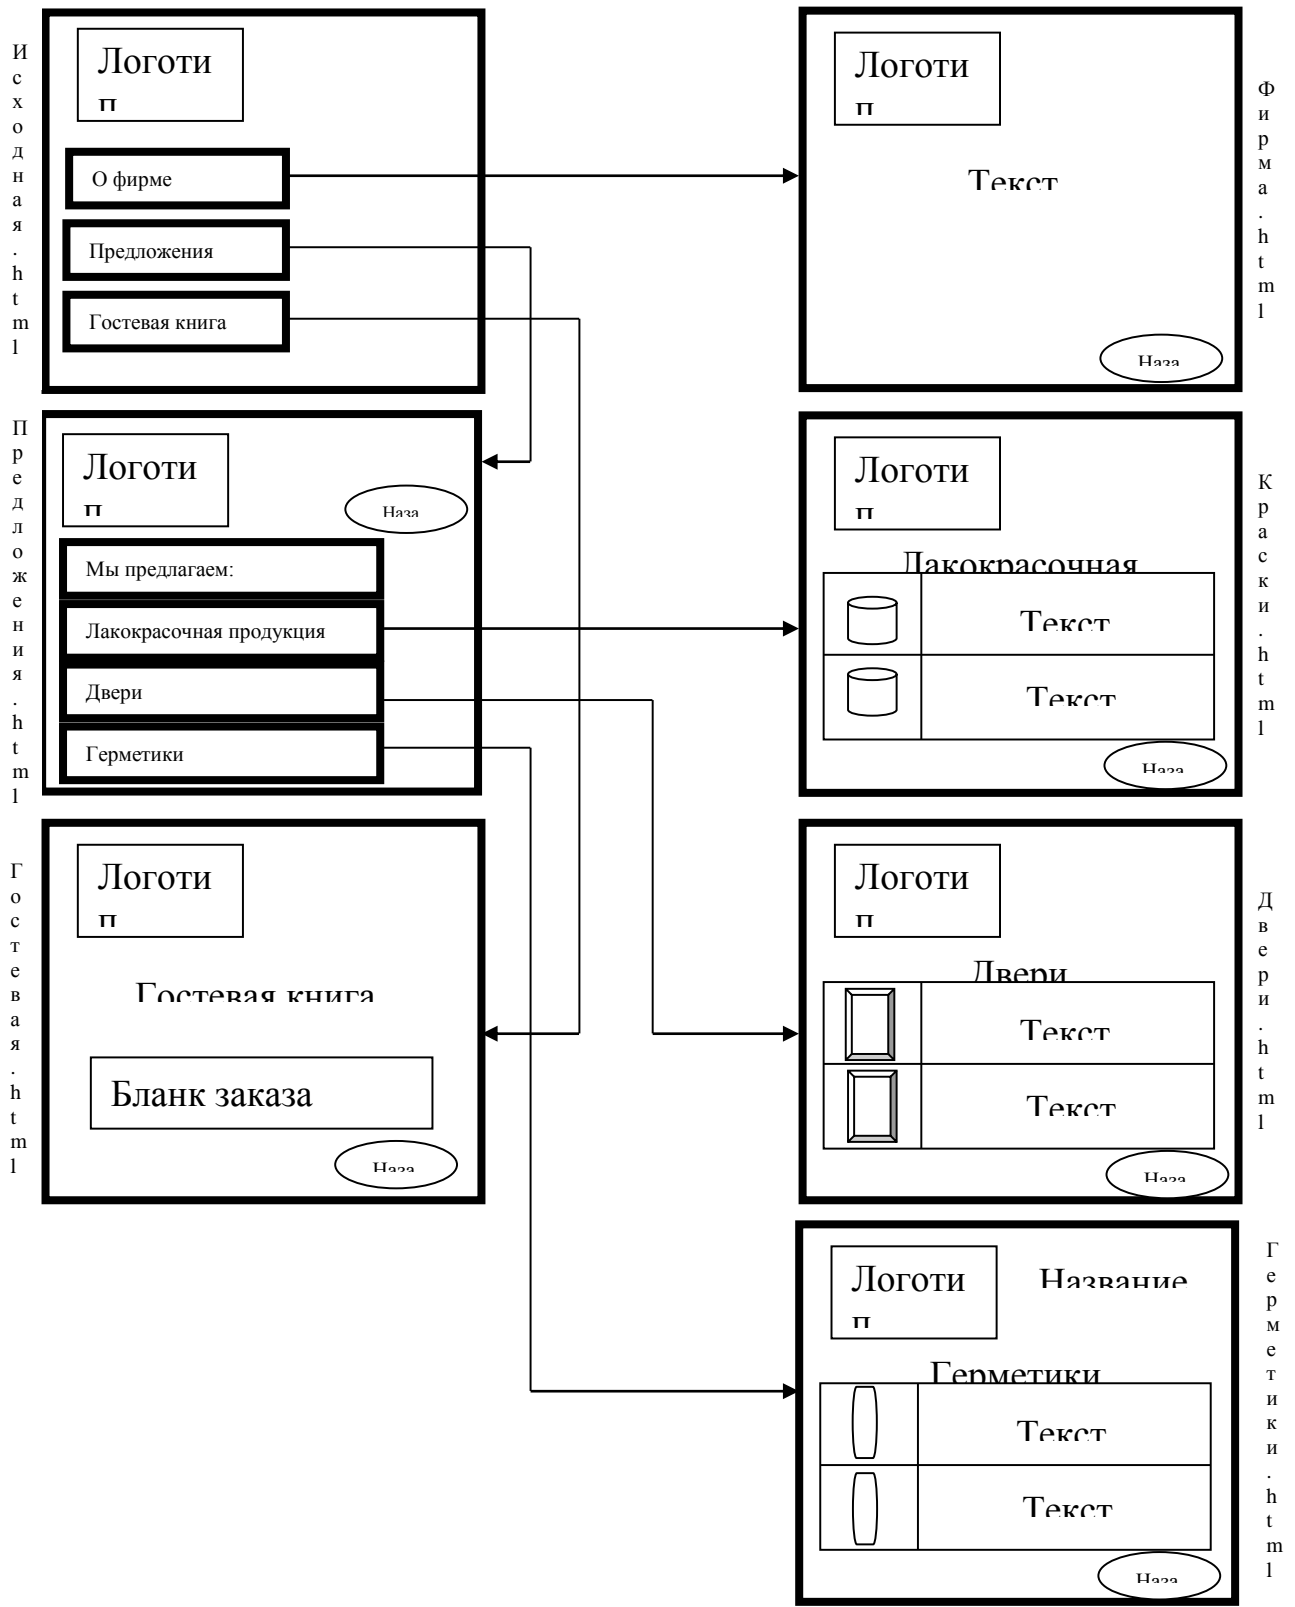 Исходная.html
Логоти
п
О фирме
Предложения
Гостевая книга
Фирма.html
Логоти
п
Текст
Наза
Предложения.html
Логоти
п
Наза
Мы предлагаем:
Лакокрасочная продукция
Двери
Герметики
Краски.html
Логоти
п
Лакокрасочная
Текст
Текст
Наза
Гостевая.html
Логоти
п
Гостевая книга
Бланк заказа
Наза
Двери.html
Логоти
п
Двери
Текст
Текст
Наза
Герметики.html
Логоти
п
Название
Герметики
Текст
Текст
Наза